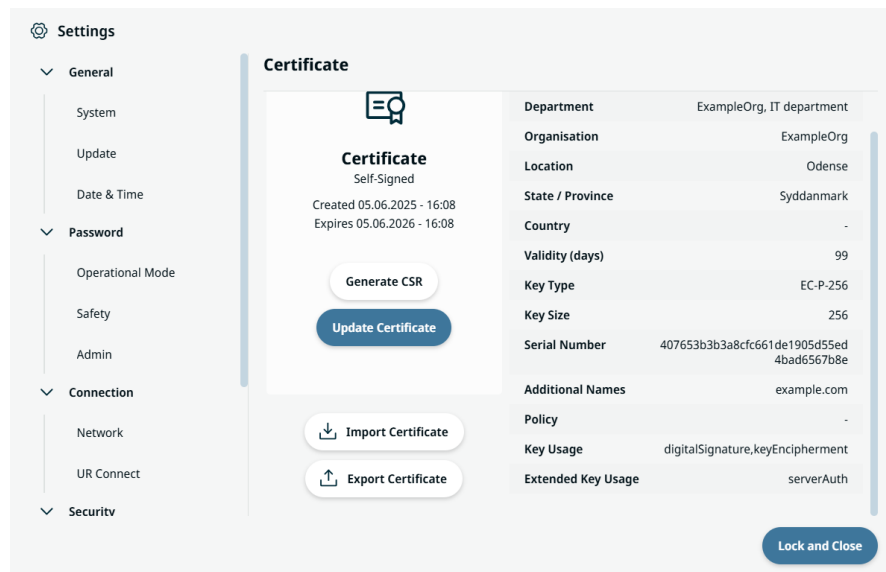 Settings
General
System
Update
Date & Time
Password
Operational Mode
Safety
Admin
Connection
Network
UR Connect
Security
Certificate
Certificate
Self-Signed
Created 05.06.2025 - 16:08
Expires 05.06.2026 - 16:08
Generate CSR
Update Certificate
Import Certificate
Export Certificate
Department ExampleOrg, IT department
Organisation ExampleOrg
Location Odense
State / Province Syddanmark
Country -
Validity (days) 99
Key Type EC-P-256
Key Size 256
Serial Number 407653b3b3a8cfc661de1905d55ed
4bad6567b8e
Additional Names example.com
Policy -
Key Usage digitalSignature,keyEncipherment
Extended Key Usage serverAuth
Lock and Close